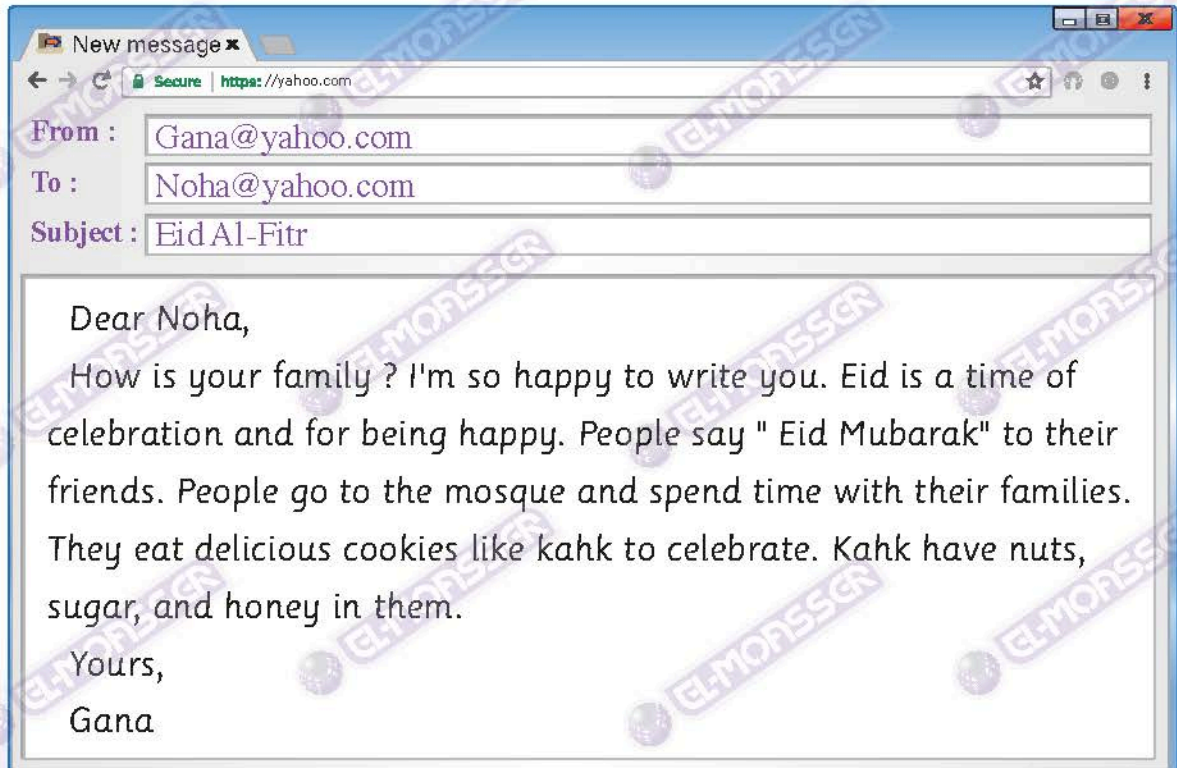 New message
Secure | https://yahoo.com
From : Gana@yahoo.com
To : Noha@yahoo.com
Subject : Eid Al-Fitr
Dear Noha,
How is your family ? I'm so happy to write you. Eid is a time of
celebration and for being happy. People say " Eid Mubarak" to their
friends. People go to the mosque and spend time with their families.
They eat delicious cookies like kahk to celebrate. Kahk have nuts,
sugar, and honey in them.
Yours,
Gana